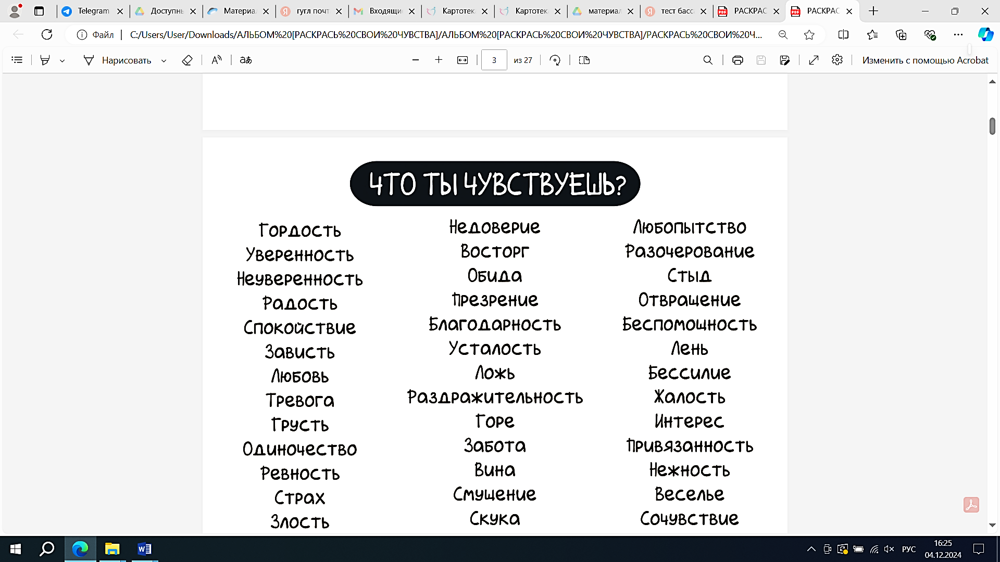 Telegram
Доступны
Материал
гугл почт
Входящи
Картотек
Картотек
материал
тест басс
РАСКРАС
РАСКРАС
Файл
C:/Users/User/Downloads/АЛЬБОМ%20[РАСКРАСЬ%20СВОИ%20ЧУВСТВА]/АЛЬБОМ%20[РАСКРАСЬ%20СВОИ%20ЧУВСТВА]/РАСКРАСЬ%20СВОИ%20Ч...
Нарисовать
аあ
3
из 27
Изменить с помощью Acrobat
ЧТО ТЫ ЧУВСТВУЕШЬ?
Гордость
Уверенность
Неуверенность
Радость
Спокойствие
Зависть
Любовь
Тревога
Грусть
Одиночество
Ревность
Страх
Злость
Недоверие
Восторг
Обида
Презрение
Благодарность
Усталость
Ложь
Раздражительность
Горе
Забота
Вина
Смущение
Скука
Любопытство
Разочерование
Стыд
Отвращение
Беспомощность
Лень
Бессилие
Жалость
Интерес
Привязанность
Нежность
Веселье
Сочувствие
РУС
16:25
04.12.2024